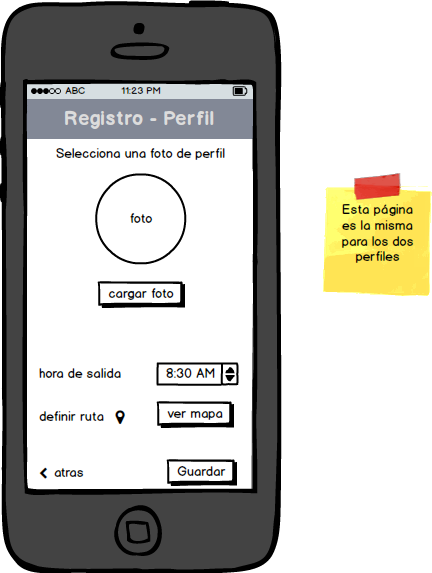 ABC 11:23 PM
Registro - Perfil
Selecciona una foto de perfil
foto
cargar foto
hora de salida 8:30 AM
definir ruta ver mapa
atras Guardar
Esta página
es la misma
para los dos
perfiles